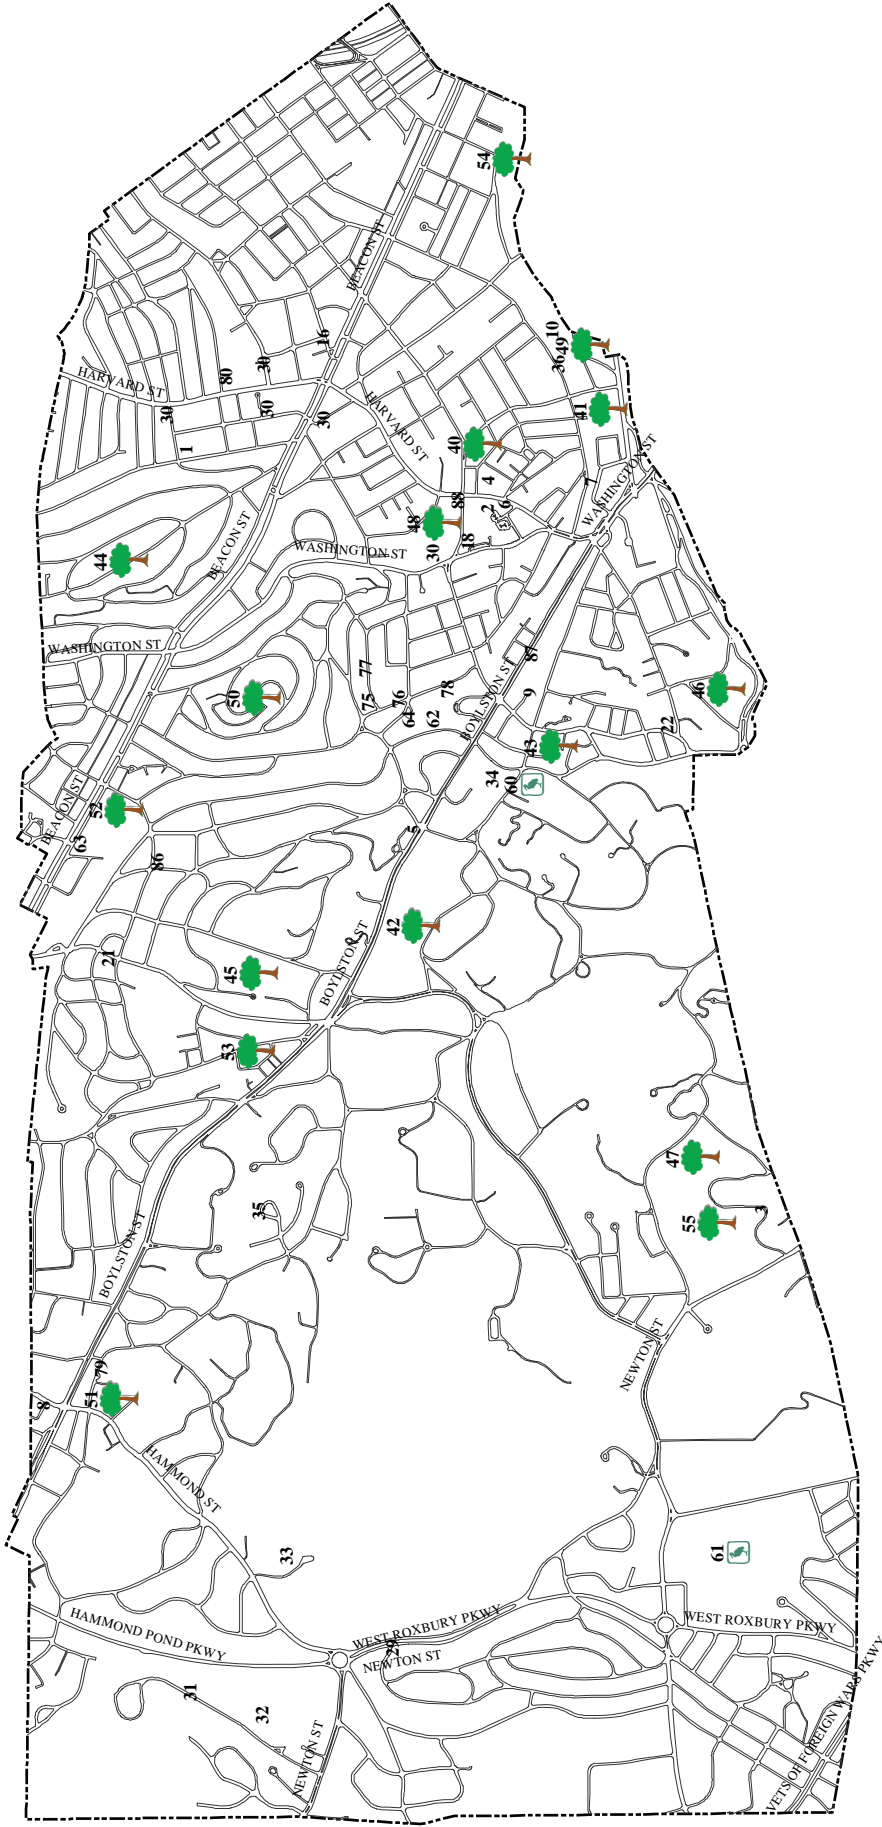 54
BEACON ST
10
49
36
16
30
80
HARVARD ST
30
30
30
1
41
HARVARD ST
40
4
7
WASHINGTON ST
88
6
2
48
18
30
WASHINGTON ST
BEACON ST
44
WASHINGTON ST
87
77
50
75
76
78
64
62
BOYLSTON ST
9
46
22
43
34
60
52
BEACON ST
63
5
86
42
21
45
BOYLSTON ST
53
47
35
55
3
BOYLSTON ST
NEWTON ST
79
51
8
HAMMOND ST
33
61
HAMMOND POND PKWY
WEST ROXBURY PKWY
29
NEWTON ST
WEST ROXBURY PKWY
31
32
NEWTON ST
VETS OF FOREIGN WARS PKWY